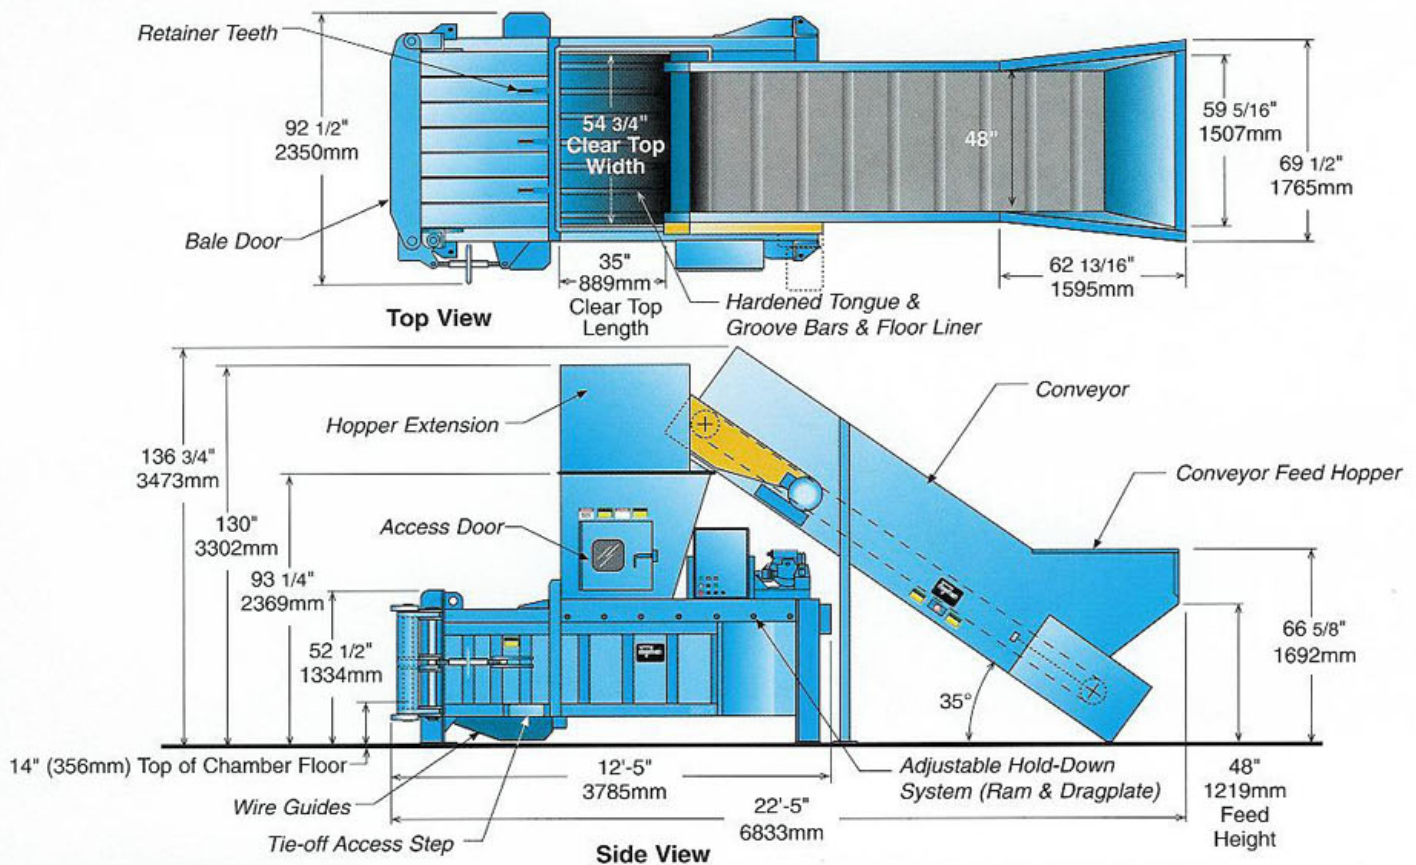 Retainer Teeth
92 1/2"
2350mm
54 3/4"
Clear Top
Width
48"
59 5/16"
1507mm
69 1/2"
1765mm
Bale Door
35"
889mm
Clear Top
Length
62 13/16"
1595mm
Hardened Tongue &
Groove Bars & Floor Liner
Top View
Conveyor
Hopper Extension
136 3/4"
3473mm
Conveyor Feed Hopper
130"
3302mm
Access Door
93 1/4"
2369mm
52 1/2"
1334mm
66 5/8"
1692mm
35°
14" (356mm) Top of Chamber Floor
12'-5"
3785mm
Adjustable Hold-Down
System (Ram & Dragplate)
48"
1219mm
Feed
Height
Wire Guides
22'-5"
6833mm
Tie-off Access Step
Side View